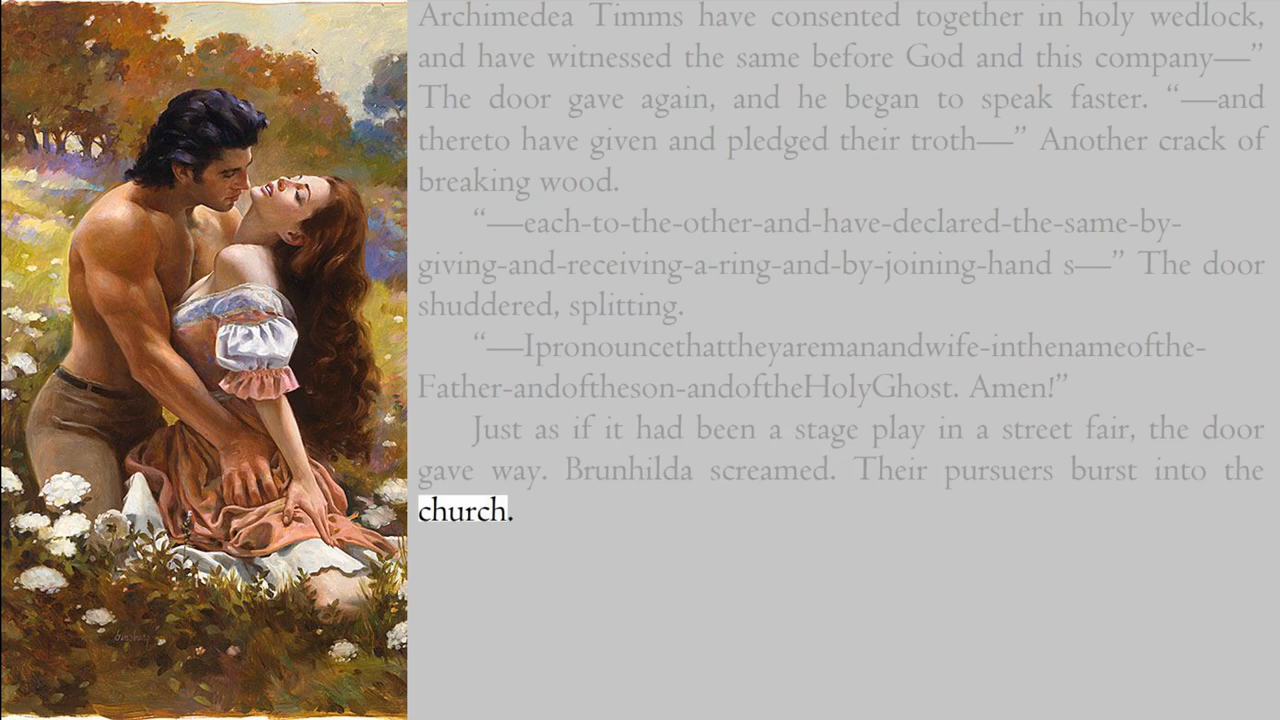 Archimedea Timms have consented together in holy wedlock,
and have witnessed the same before God and this company—”
The door gave again, and he began to speak faster. “—and
thereto have given and pledged their troth—” Another crack of
breaking wood.
“—each-to-the-other-and-have-declared-the-same-by-
giving-and-receiving-a-ring-and-by-joining-hand s—” The door
shuddered, splitting.
“—Ipronouncethattheyaremanandwife-inthenameofthe-
Father-andoftheson-andoftheHolyGhost. Amen!”
Just as if it had been a stage play in a street fair, the door
gave way. Brunhilda screamed. Their pursuers burst into the
church.